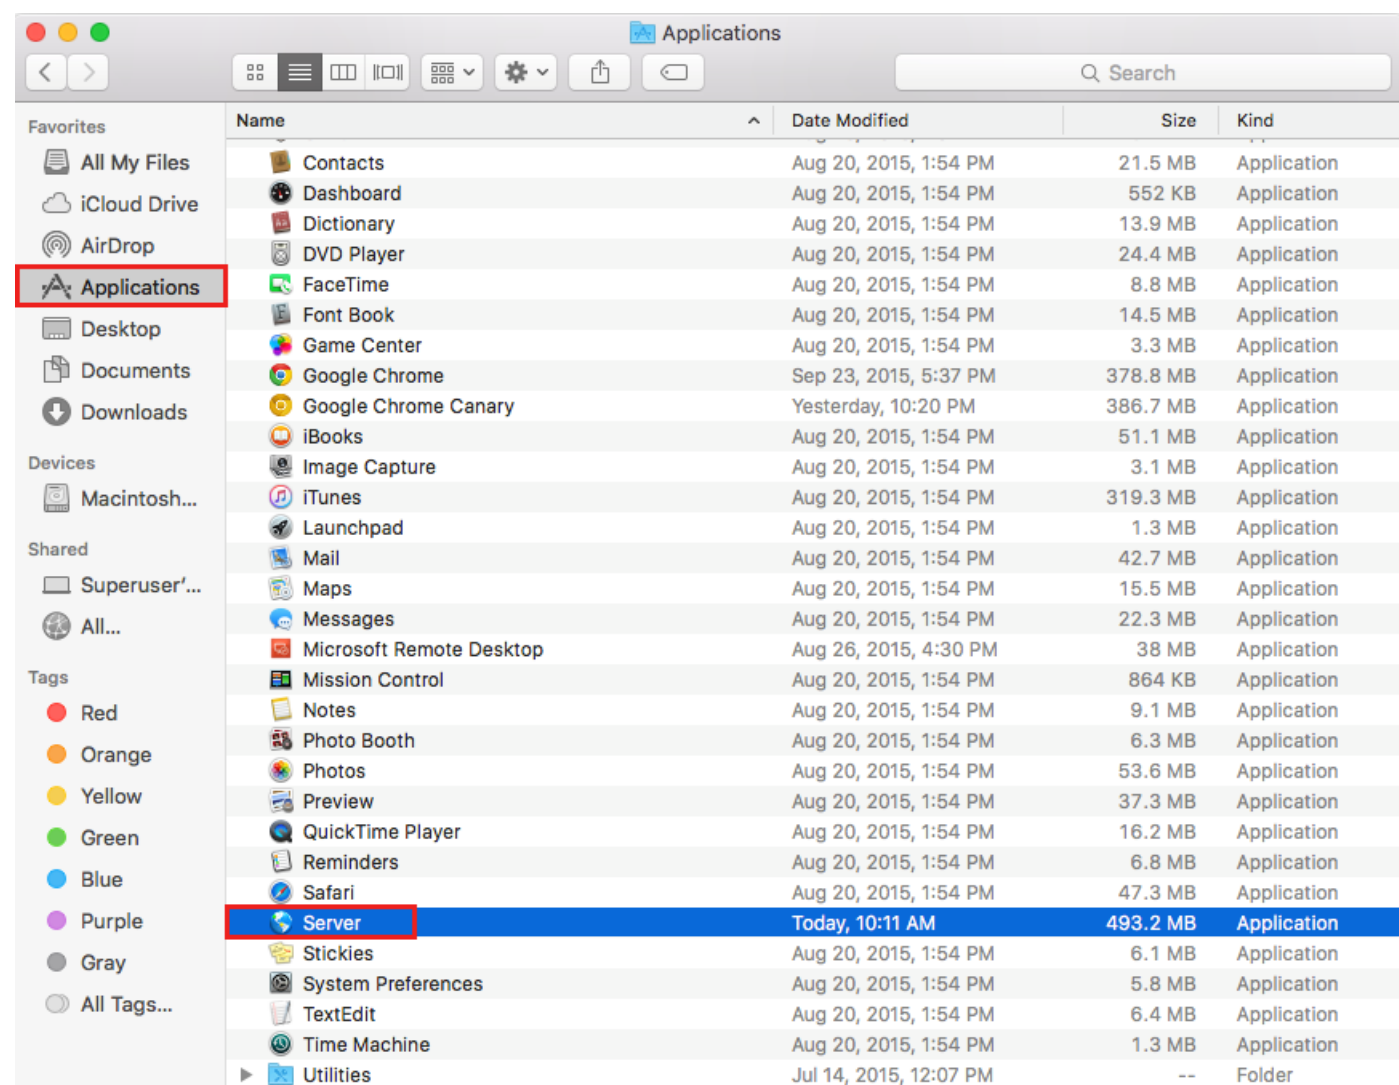 Applications
Search
Favorites
All My Files
iCloud Drive
AirDrop
Applications
Desktop
Documents
Downloads
Devices
Macintosh...
Shared
Superuser'...
All...
Tags
Red
Orange
Yellow
Green
Blue
Purple
Gray
All Tags...
Name Date Modified Size Kind
Contacts Aug 20, 2015, 1:54 PM 21.5 MB Application
Dashboard Aug 20, 2015, 1:54 PM 552 KB Application
Dictionary Aug 20, 2015, 1:54 PM 13.9 MB Application
DVD Player Aug 20, 2015, 1:54 PM 24.4 MB Application
FaceTime Aug 20, 2015, 1:54 PM 8.8 MB Application
Font Book Aug 20, 2015, 1:54 PM 14.5 MB Application
Game Center Aug 20, 2015, 1:54 PM 3.3 MB Application
Google Chrome Sep 23, 2015, 5:37 PM 378.8 MB Application
Google Chrome Canary Yesterday, 10:20 PM 386.7 MB Application
iBooks Aug 20, 2015, 1:54 PM 51.1 MB Application
Image Capture Aug 20, 2015, 1:54 PM 3.1 MB Application
iTunes Aug 20, 2015, 1:54 PM 319.3 MB Application
Launchpad Aug 20, 2015, 1:54 PM 1.3 MB Application
Mail Aug 20, 2015, 1:54 PM 42.7 MB Application
Maps Aug 20, 2015, 1:54 PM 15.5 MB Application
Messages Aug 20, 2015, 1:54 PM 22.3 MB Application
Microsoft Remote Desktop Aug 26, 2015, 4:30 PM 38 MB Application
Mission Control Aug 20, 2015, 1:54 PM 864 KB Application
Notes Aug 20, 2015, 1:54 PM 9.1 MB Application
Photo Booth Aug 20, 2015, 1:54 PM 6.3 MB Application
Photos Aug 20, 2015, 1:54 PM 53.6 MB Application
Preview Aug 20, 2015, 1:54 PM 37.3 MB Application
QuickTime Player Aug 20, 2015, 1:54 PM 16.2 MB Application
Reminders Aug 20, 2015, 1:54 PM 6.8 MB Application
Safari Aug 20, 2015, 1:54 PM 47.3 MB Application
Server Today, 10:11 AM 493.2 MB Application
Stickies Aug 20, 2015, 1:54 PM 6.1 MB Application
System Preferences Aug 20, 2015, 1:54 PM 5.8 MB Application
TextEdit Aug 20, 2015, 1:54 PM 6.4 MB Application
Time Machine Aug 20, 2015, 1:54 PM 1.3 MB Application
Utilities Jul 14, 2015, 12:07 PM -- Folder